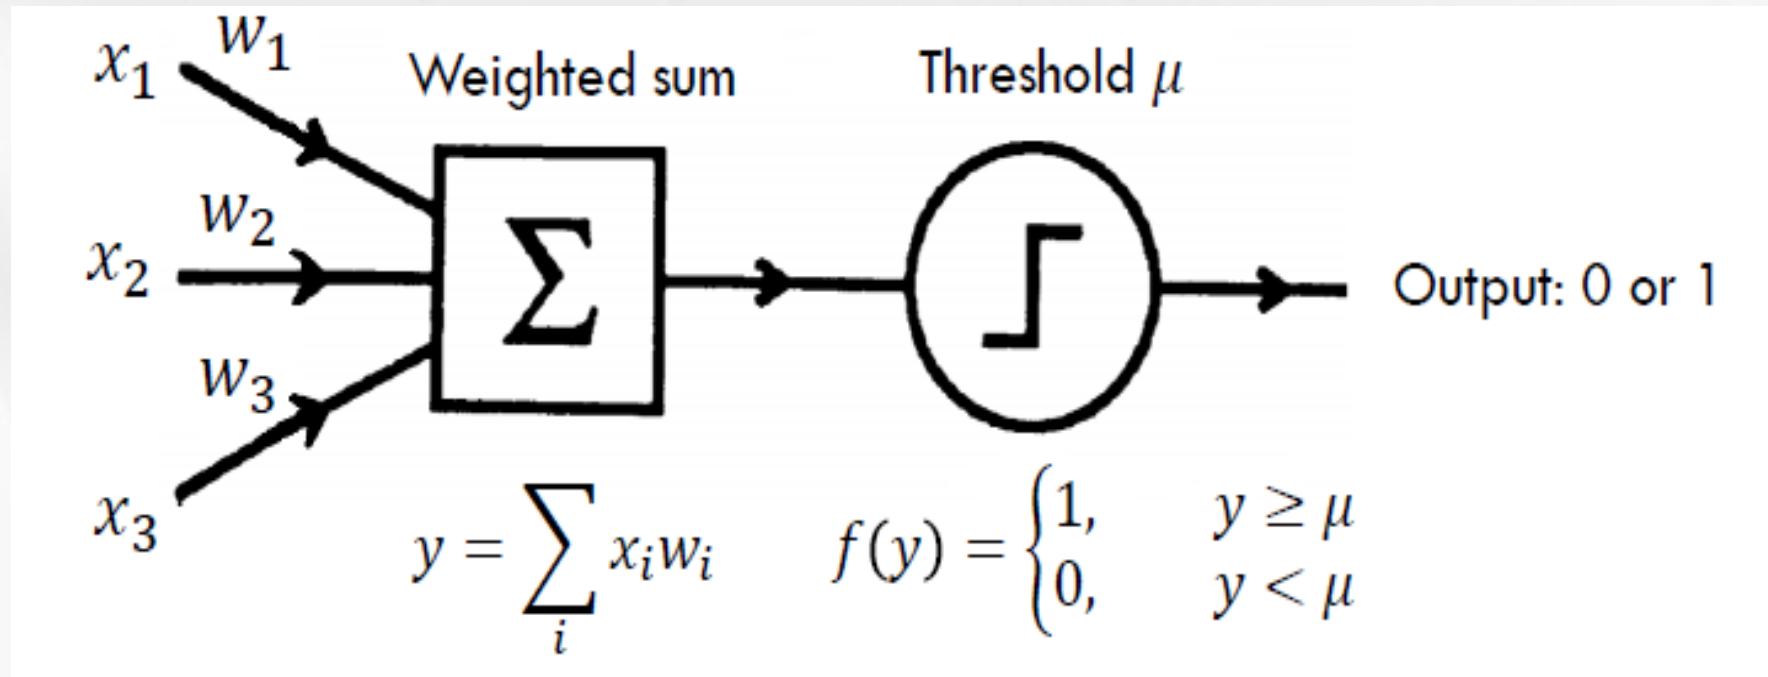 x₁ w₁
Weighted sum
Threshold μ
w₂
x₂
Σ
Output: 0 or 1
w₃
x₃
y = ∑ᵢ xᵢwᵢ
f(y) = {1, y ≥ μ
0, y < μ